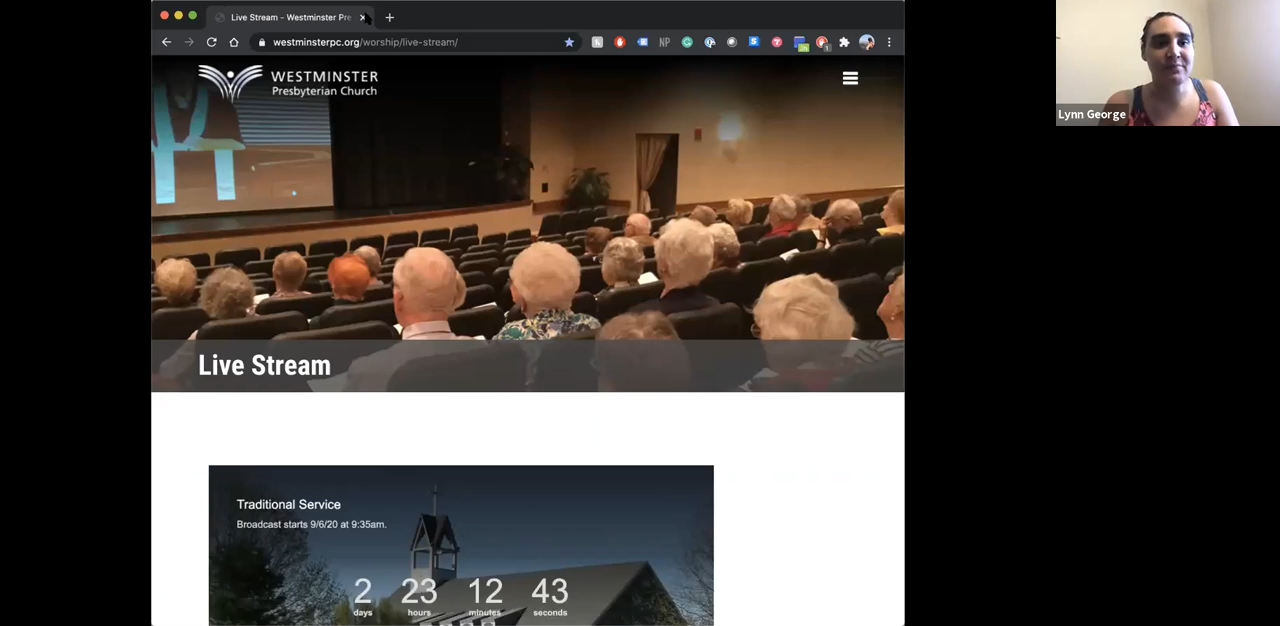 Live Stream - Westminster Pre
westminsterpc.org/worship/live-stream/
NP
WESTMINSTER
Presbyterian Church
Lynn George
Live Stream
Traditional Service
Broadcast starts 9/6/20 at 9:35am.
2 23 12 43
days hours minutes seconds